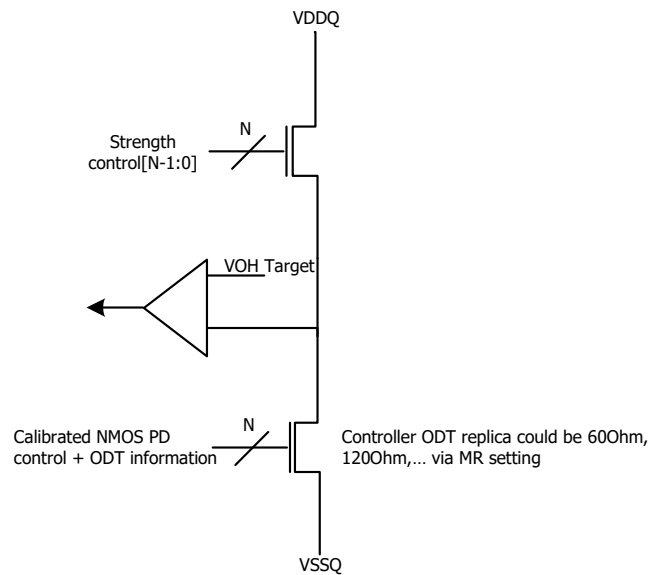 VDDQ
N
Strength
control[N-1:0]
VOH Target
N
Calibrated NMOS PD
control + ODT information
Controller ODT replica could be 60Ohm,
120Ohm,... via MR setting
VSSQ